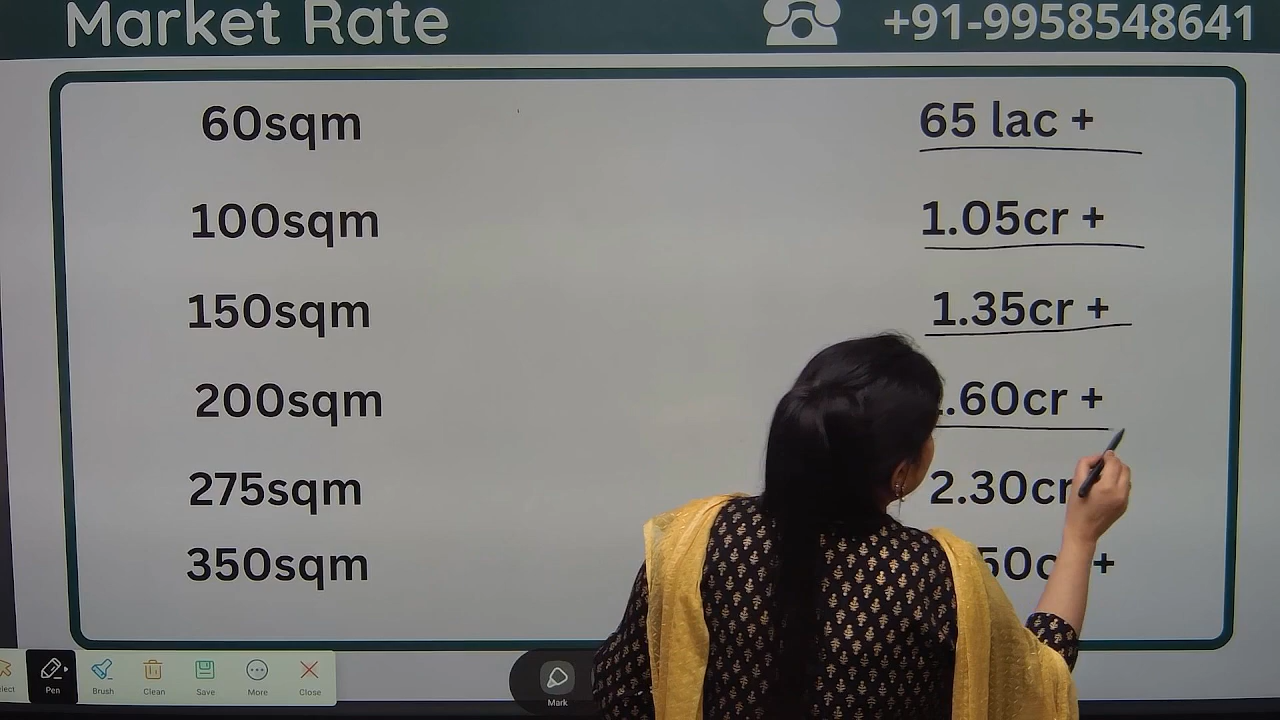 Market Rate +91-9958548641
60sqm 65 lac +
100sqm 1.05cr +
150sqm 1.35cr +
200sqm .60cr +
275sqm 2.30cr
350sqm 50c +
Pen Brush Clean Save More Close
Mark